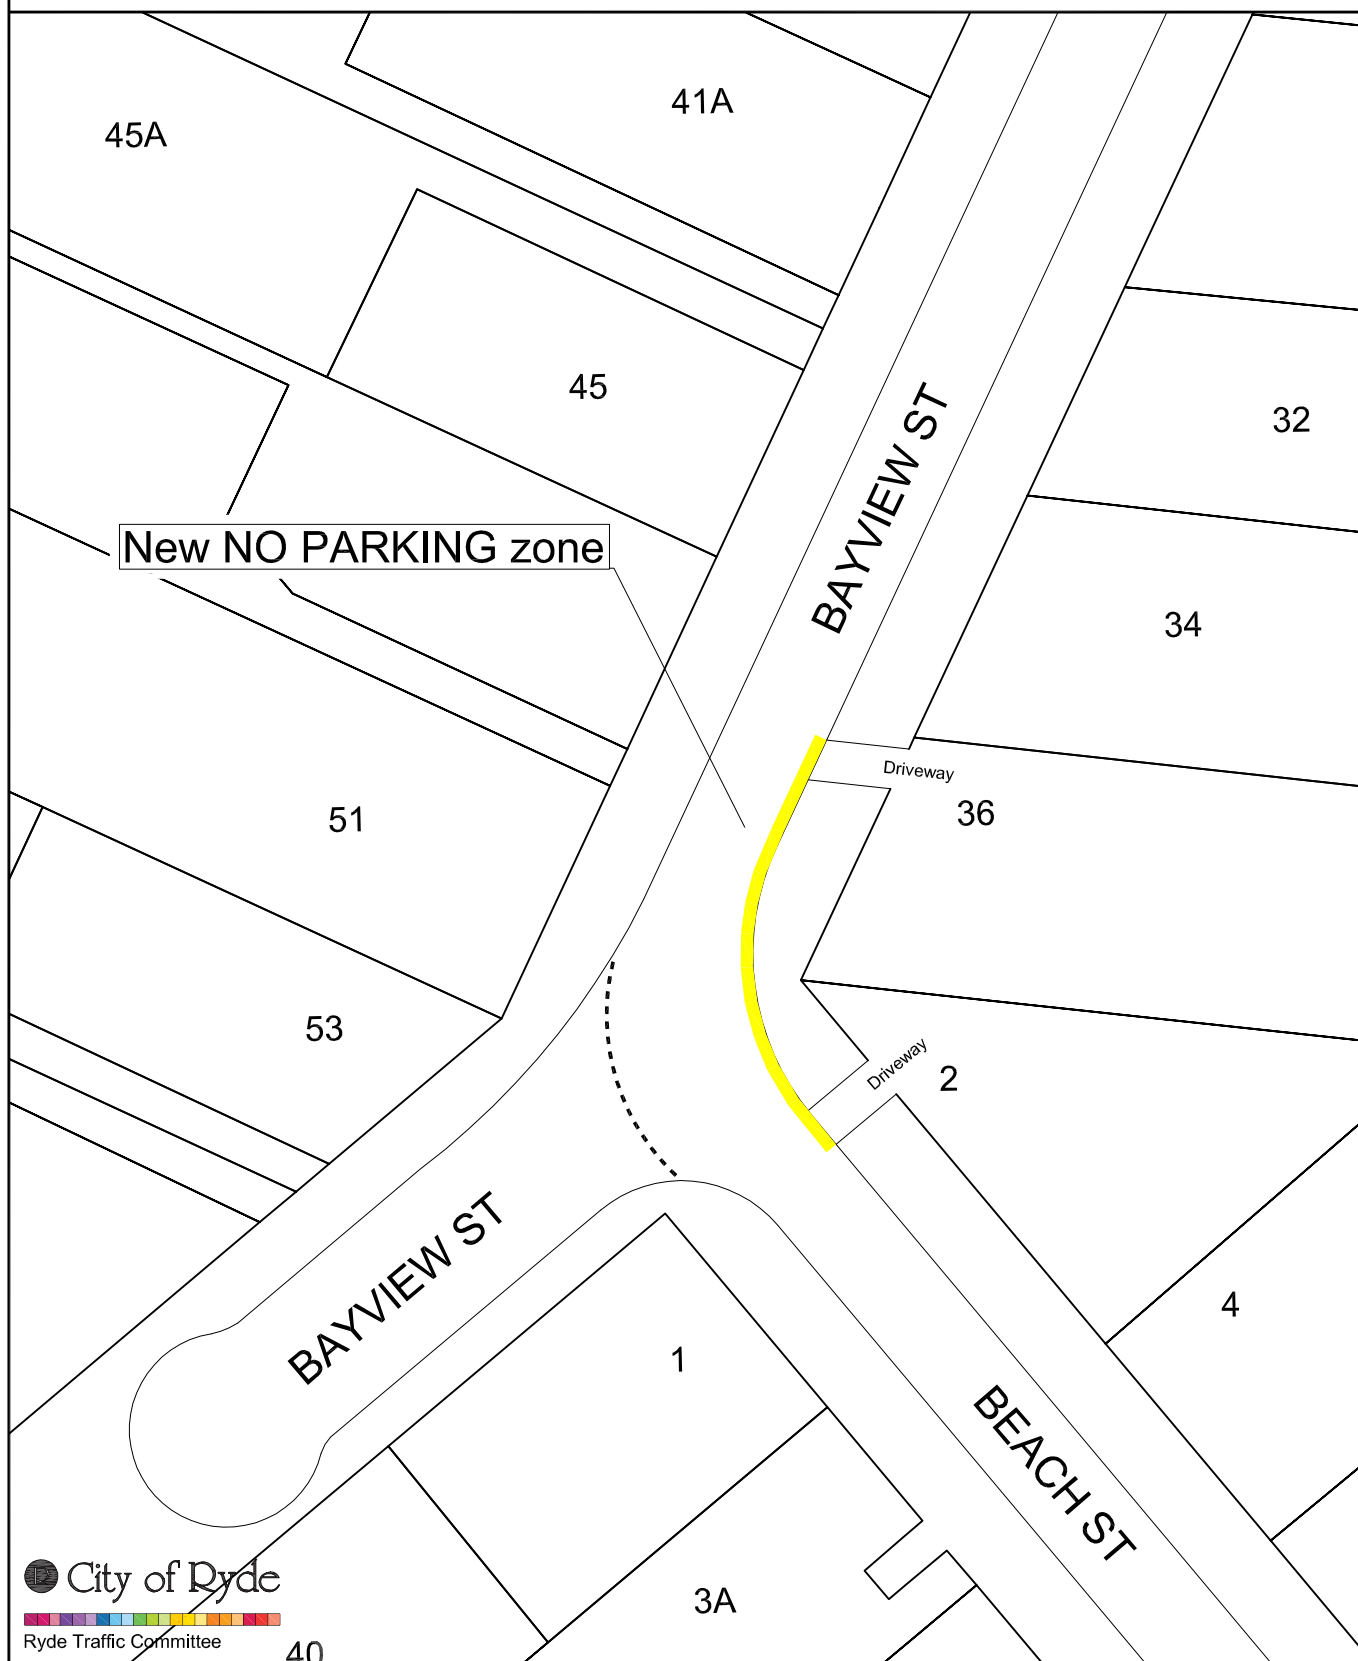 41A
45A
45
32
BAYVIEW ST
New NO PARKING zone
34
Driveway
36
51
53
Driveway
2
BAYVIEW ST
4
1
BEACH ST
City of Ryde
3A
Ryde Traffic Committee
40